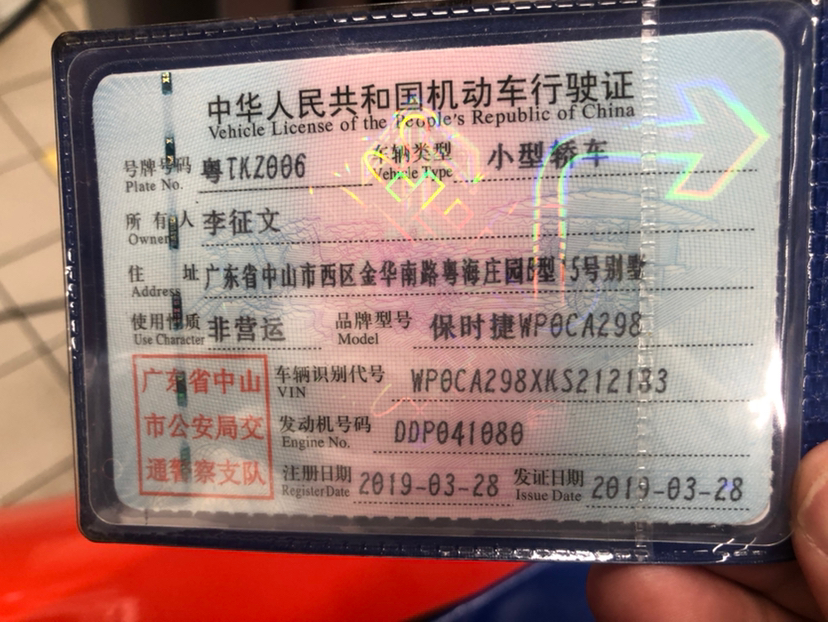 中华人民共和国机动车行驶证
Vehicle License of the People's Republic of China
号牌号码 粤TKZ006 车辆类型 小型轿车
Plate No. Vehicle Type
所有人 李征文
Owner
住址 广东省中山市西区金华南路粤海庄园B型15号别墅
Address
使用性质 非营运 品牌型号 保时捷WP0CA298
Use Character Model
广东省中山
市公安局交
通警察支队
车辆识别代号 WP0CA298XKS212183
VIN
发动机号码 DDP041080
Engine No.
注册日期 2019-03-28 发证日期 2019-03-28
Register Date Issue Date